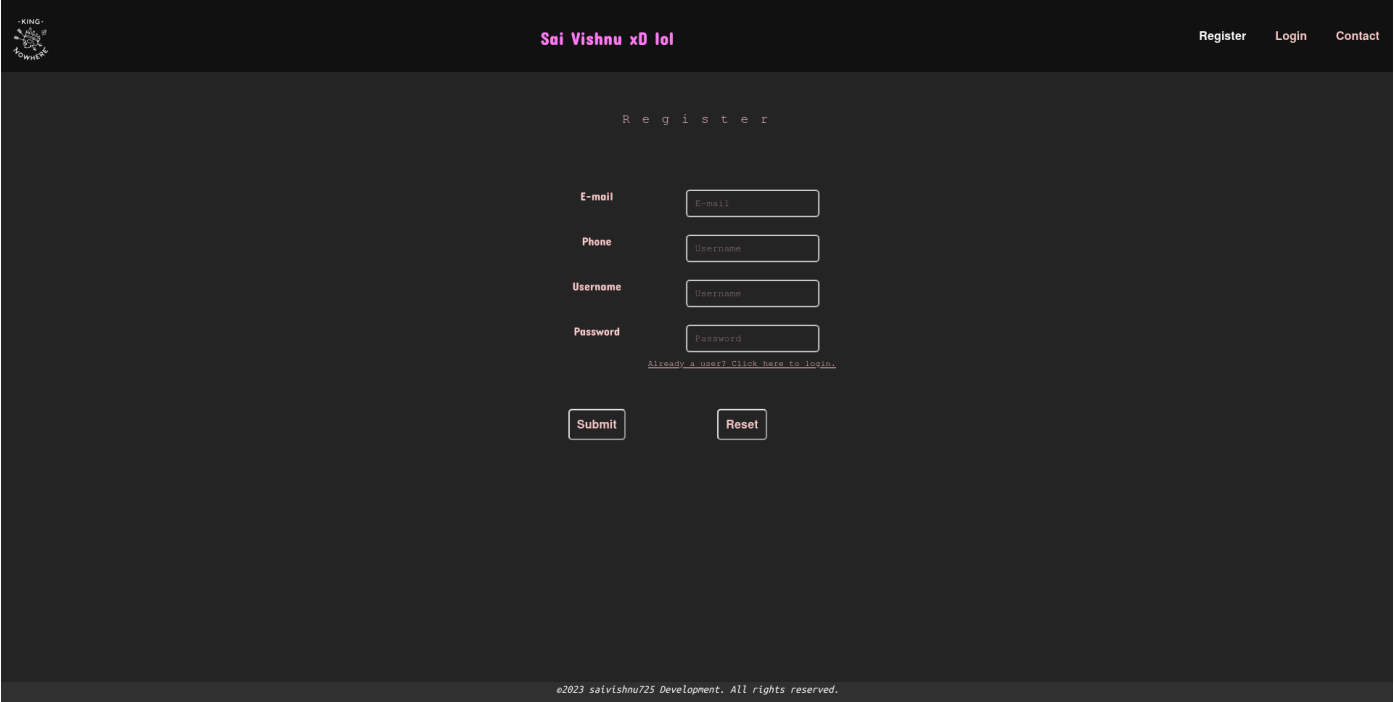 ·KING·
NOWHERE
Sai Vishnu xD lol
Register Login Contact
Register
E-mail E-mail
Phone Username
Username Username
Password Password
Already a user? Click here to login.
Submit Reset
©2023 saivishnu725 Development. All rights reserved.